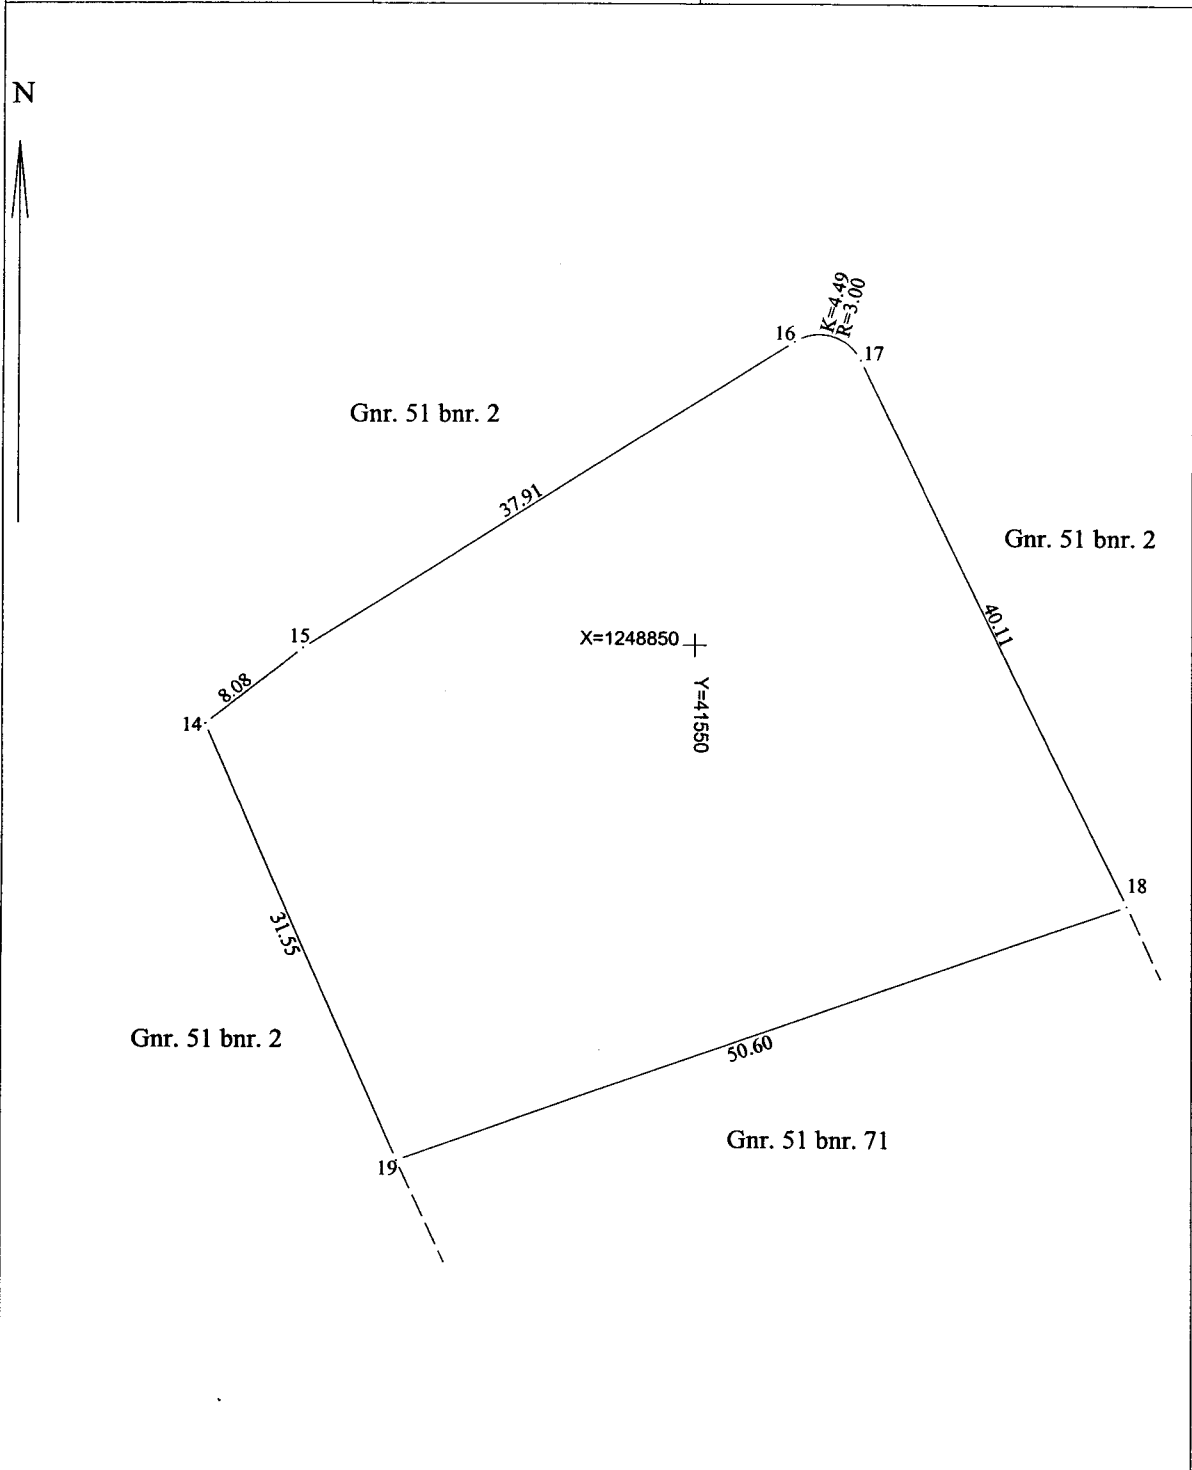 N
K=4.49
R=3.00
16
17
Gnr. 51 bnr. 2
37.91
Gnr. 51 bnr. 2
40.11
15
X=1248850
Y=41550
8.08
14
18
31.55
Gnr. 51 bnr. 2
50.60
Gnr. 51 bnr. 71
19